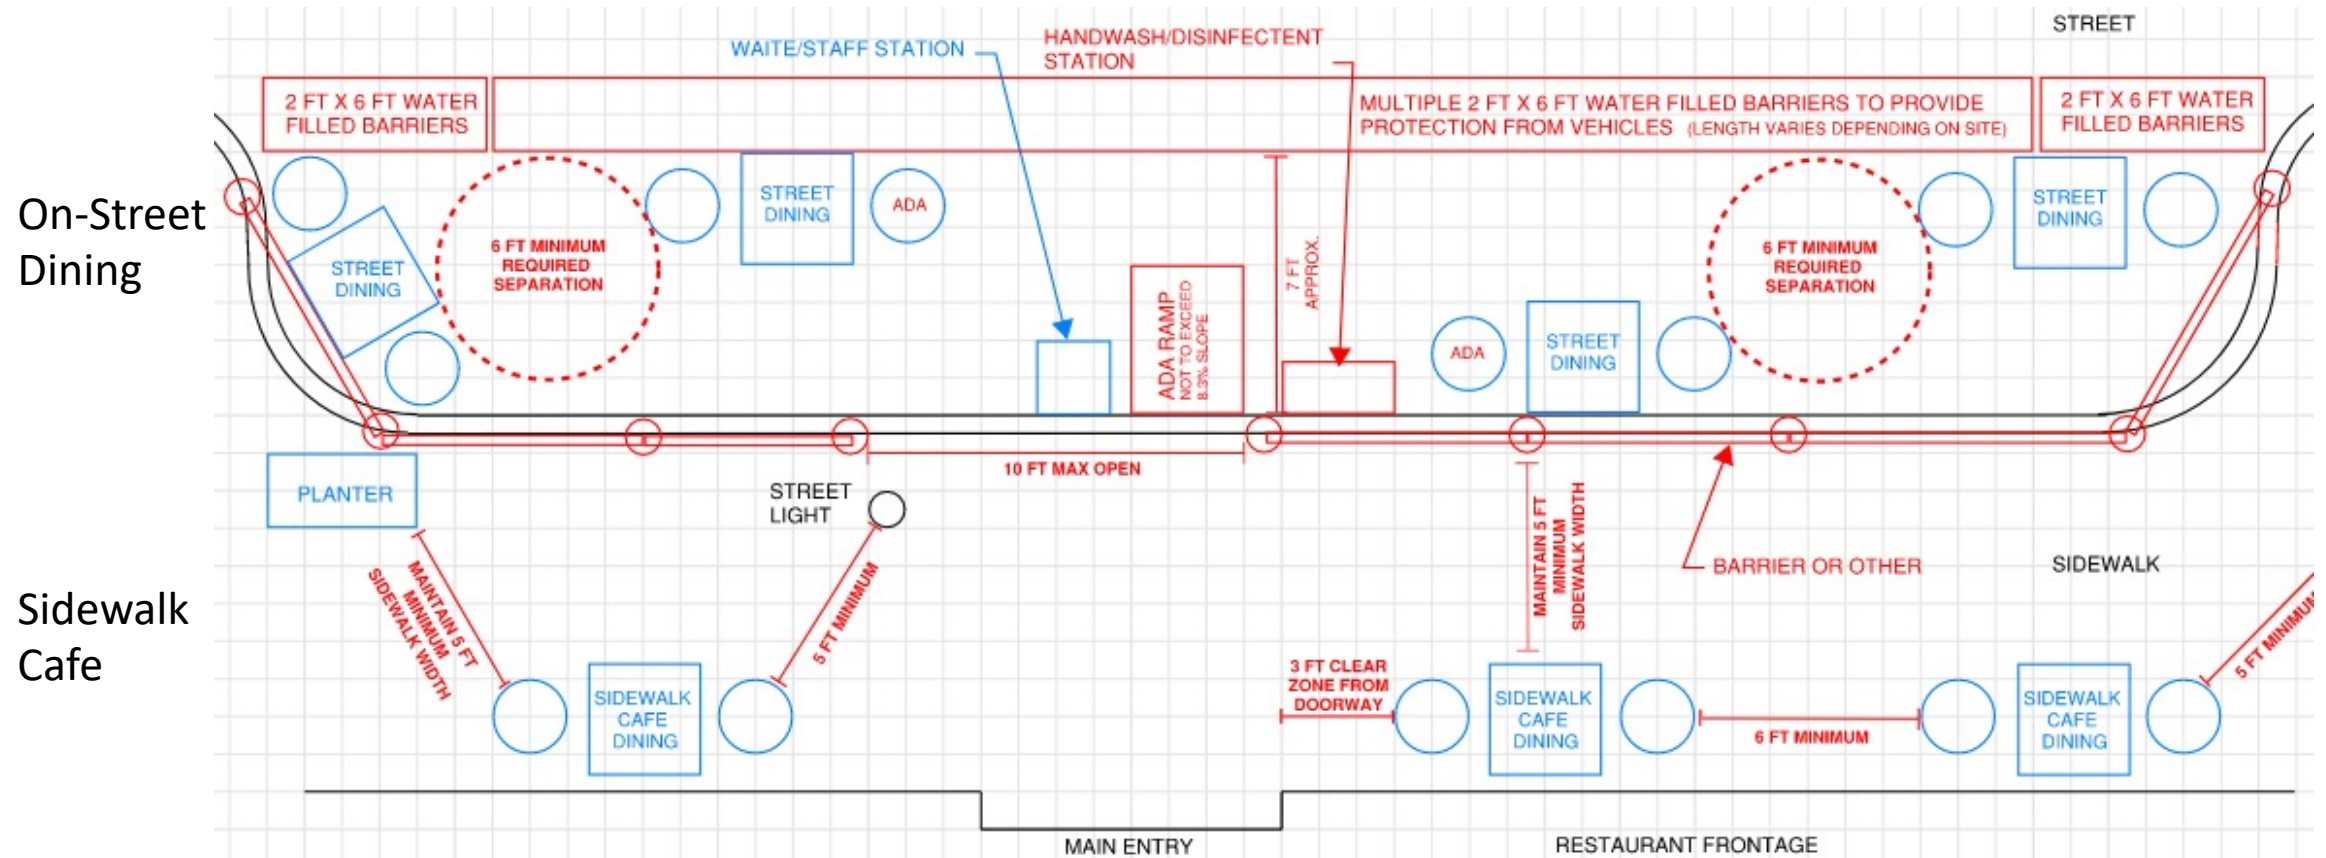 STREET
WAITE/STAFF STATION
HANDWASH/DISINFECTENT
STATION
2 FT X 6 FT WATER
FILLED BARRIERS
MULTIPLE 2 FT X 6 FT WATER FILLED BARRIERS TO PROVIDE
PROTECTION FROM VEHICLES (LENGTH VARIES DEPENDING ON SITE)
2 FT X 6 FT WATER
FILLED BARRIERS
On-Street
Dining
STREET
DINING
6 FT MINIMUM
REQUIRED
SEPARATION
STREET
DINING
ADA
ADA RAMP
NOT TO EXCEED
8.3% SLOPE
7 FT
APPROX.
ADA
STREET
DINING
6 FT MINIMUM
REQUIRED
SEPARATION
STREET
DINING
10 FT MAX OPEN
PLANTER
STREET
LIGHT
MAINTAIN 5 FT
MINIMUM
SIDEWALK WIDTH
BARRIER OR OTHER
SIDEWALK
Sidewalk
Cafe
MAINTAIN 5 FT
MINIMUM
SIDEWALK WIDTH
5 FT MINIMUM
SIDEWALK
CAFE
DINING
3 FT CLEAR
ZONE FROM
DOORWAY
SIDEWALK
CAFE
DINING
6 FT MINIMUM
SIDEWALK
CAFE
DINING
5 FT MINIMUM
MAIN ENTRY
RESTAURANT FRONTAGE